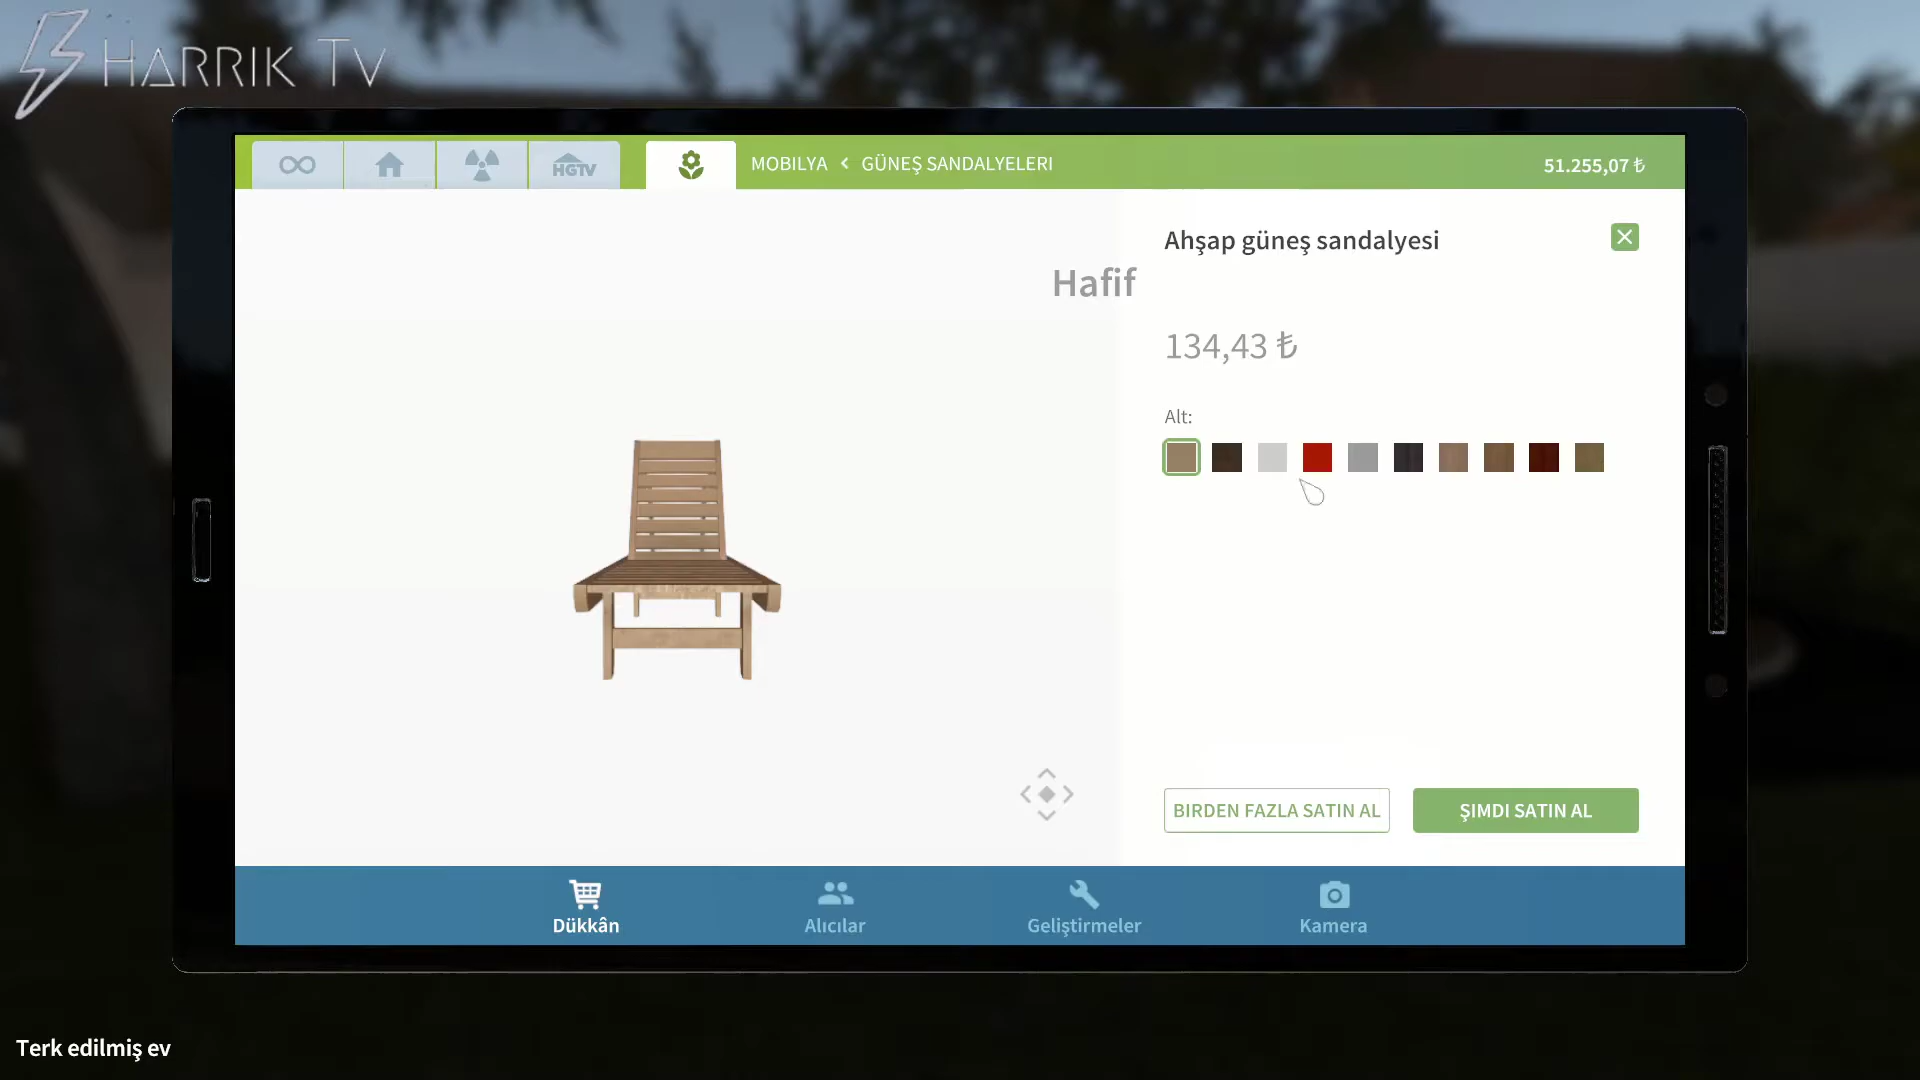 HARRIK TV
HGTV
MOBILYA < GÜNEŞ SANDALYELERI
51.255,07 ₺
Ahşap güneş sandalyesi
Hafif
134,43 ₺
Alt:
BIRDEN FAZLA SATIN AL
ŞIMDI SATIN AL
Dükkân
Alıcılar
Geliştirmeler
Kamera
Terk edilmiş ev